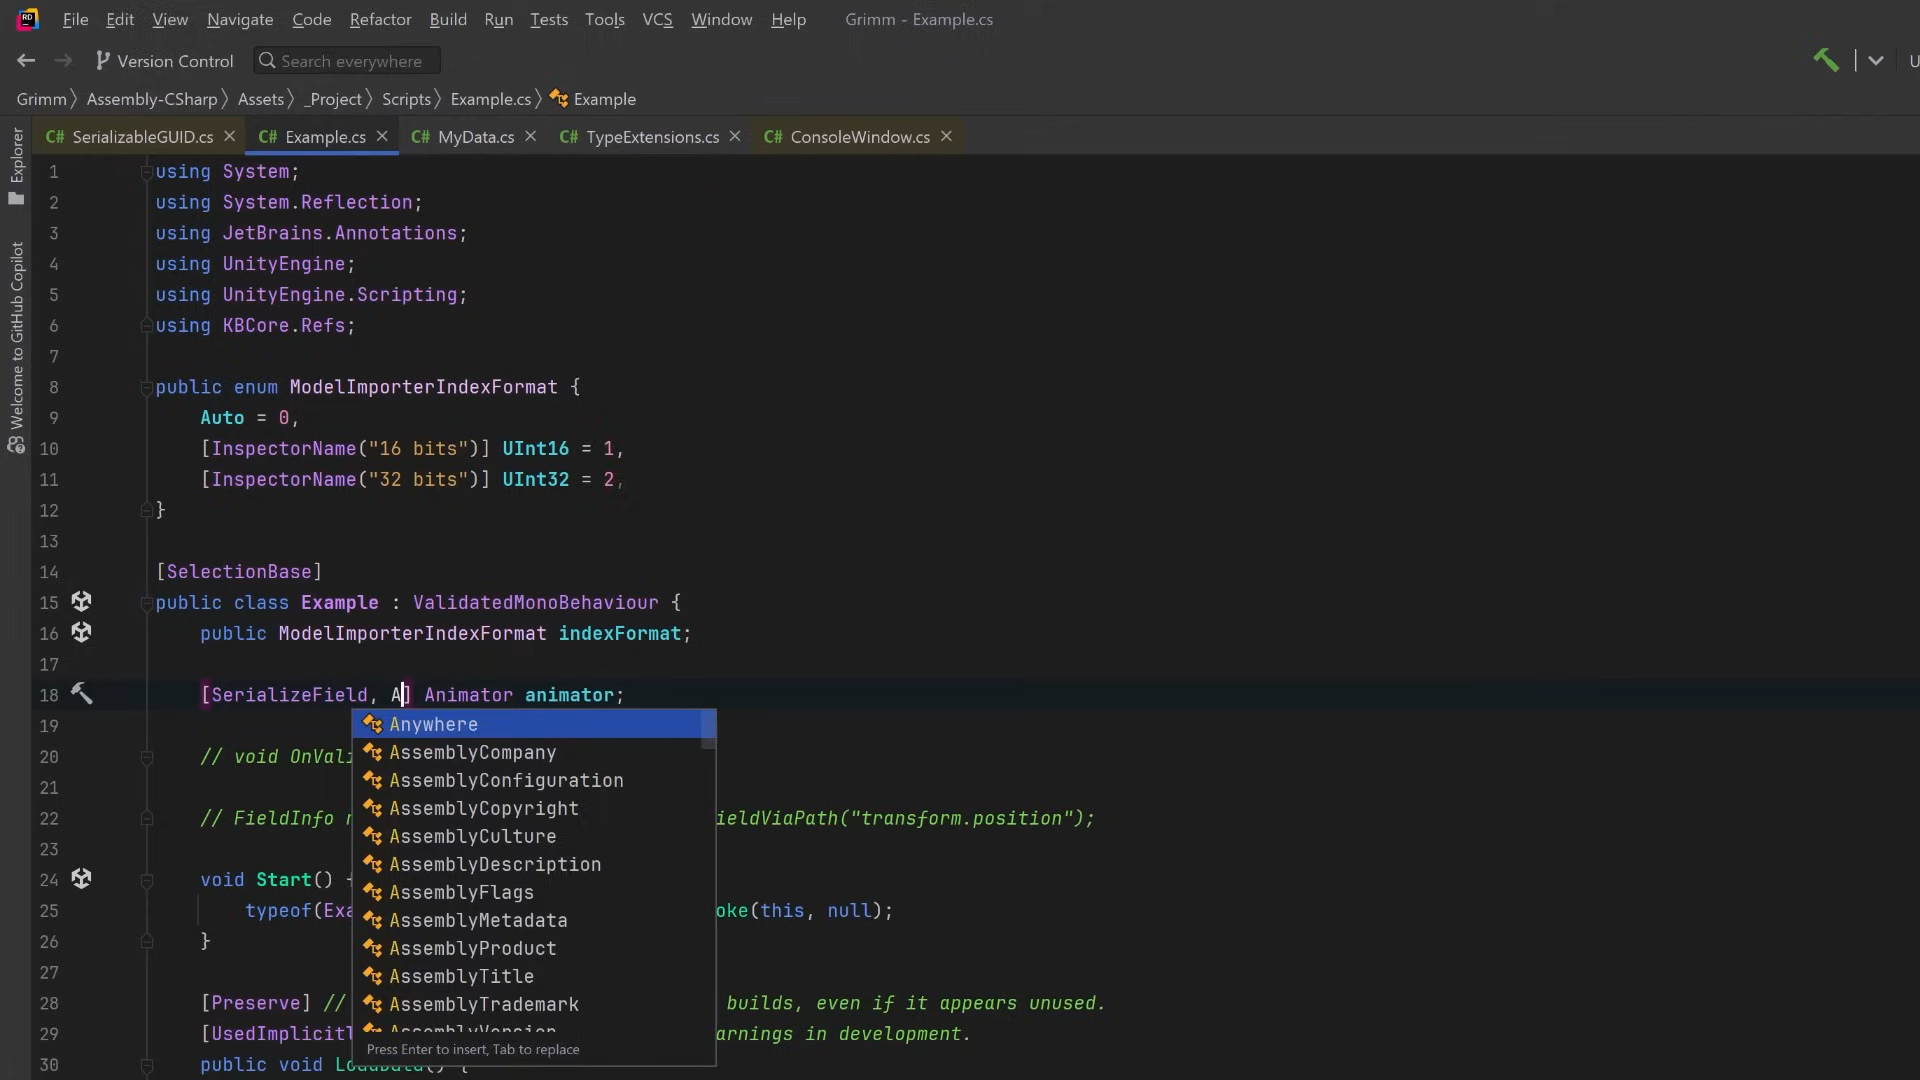 File Edit View Navigate Code Refactor Build Run Tests Tools VCS Window Help Grimm - Example.cs
Version Control Search everywhere
Grimm Assembly-CSharp Assets _Project Scripts Example.cs Example
C# SerializableGUID.cs C# Example.cs C# MyData.cs C# TypeExtensions.cs C# ConsoleWindow.cs
Explorer
Welcome to GitHub Copilot
1 using System;
2 using System.Reflection;
3 using JetBrains.Annotations;
4 using UnityEngine;
5 using UnityEngine.Scripting;
6 using KBCore.Refs;
7
8 public enum ModelImporterIndexFormat {
9 Auto = 0,
10 [InspectorName("16 bits")] UInt16 = 1,
11 [InspectorName("32 bits")] UInt32 = 2,
12 }
13
14 [SelectionBase]
15 public class Example : ValidatedMonoBehaviour {
16 public ModelImporterIndexFormat indexFormat;
17
18 [SerializeField, A] Animator animator;
19
20 // void OnVali
21
22 // FieldInfo ieldViaPath("transform.position");
23
24 void Start() {
25 typeof(Exa oke(this, null);
26 }
27
28 [Preserve] // builds, even if it appears unused.
29 [UsedImplicitl arnings in development.
30 public void LoadData() {
Anywhere
AssemblyCompany
AssemblyConfiguration
AssemblyCopyright
AssemblyCulture
AssemblyDescription
AssemblyFlags
AssemblyMetadata
AssemblyProduct
AssemblyTitle
AssemblyTrademark
AssemblyVersion
Press Enter to insert, Tab to replace